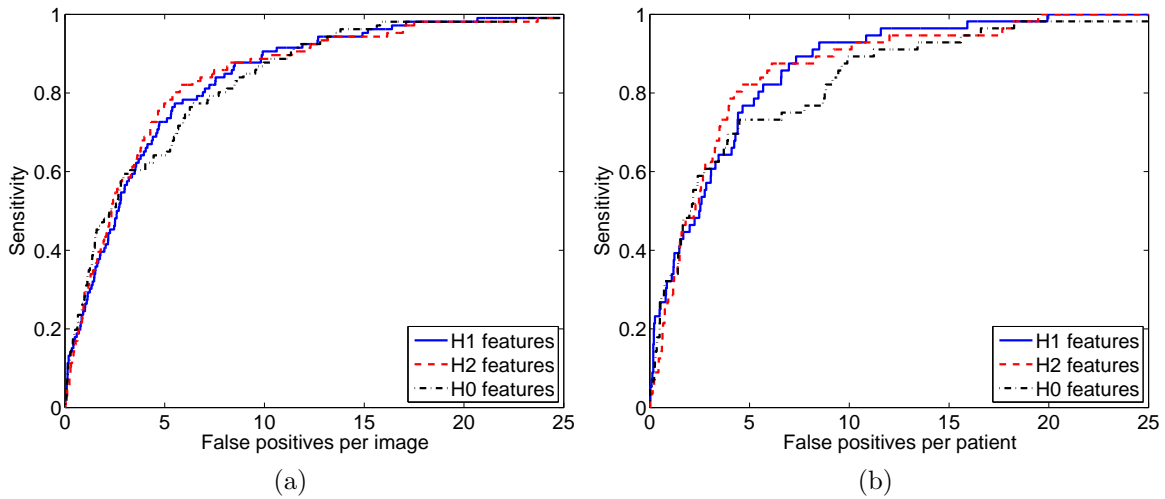 Sensitivity
1
0.8
0.6
0.4
0.2
0
0 5 10 15 20 25
False positives per image
H1 features
H2 features
H0 features
(a)
Sensitivity
1
0.8
0.6
0.4
0.2
0
0 5 10 15 20 25
False positives per patient
H1 features
H2 features
H0 features
(b)